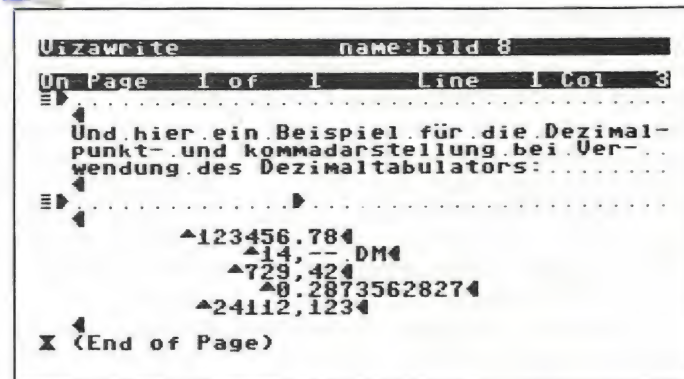 Vizawrite name:bild 8
On Page 1 of 1 Line 1 Col 3
Und hier ein Beispiel für die Dezimal-
punkt- und kommadarstellung bei Ver-
wendung des Dezimaltabulators:
123456.78
14,-- DM
729,42
0.2873562827
24112,123
X (End of Page)